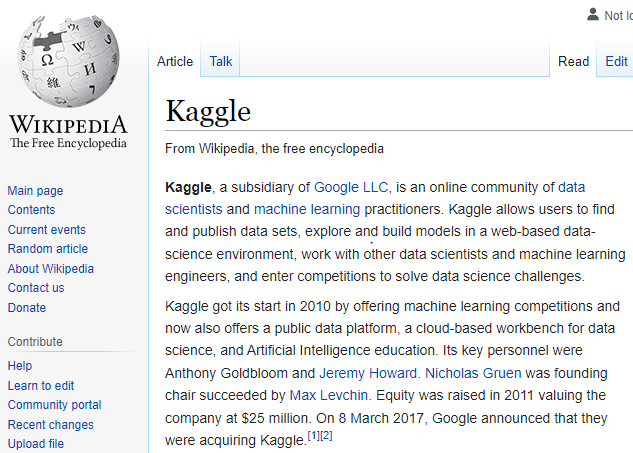 Not lo
Article Talk Read Edit
WIKIPEDIA
The Free Encyclopedia
Main page
Contents
Current events
Random article
About Wikipedia
Contact us
Donate
Contribute
Help
Learn to edit
Community portal
Recent changes
Upload file
Kaggle
From Wikipedia, the free encyclopedia
Kaggle, a subsidiary of Google LLC, is an online community of data
scientists and machine learning practitioners. Kaggle allows users to find
and publish data sets, explore and build models in a web-based data-
science environment, work with other data scientists and machine learning
engineers, and enter competitions to solve data science challenges.
Kaggle got its start in 2010 by offering machine learning competitions and
now also offers a public data platform, a cloud-based workbench for data
science, and Artificial Intelligence education. Its key personnel were
Anthony Goldbloom and Jeremy Howard. Nicholas Gruen was founding
chair succeeded by Max Levchin. Equity was raised in 2011 valuing the
company at $25 million. On 8 March 2017, Google announced that they
were acquiring Kaggle.[1][2]